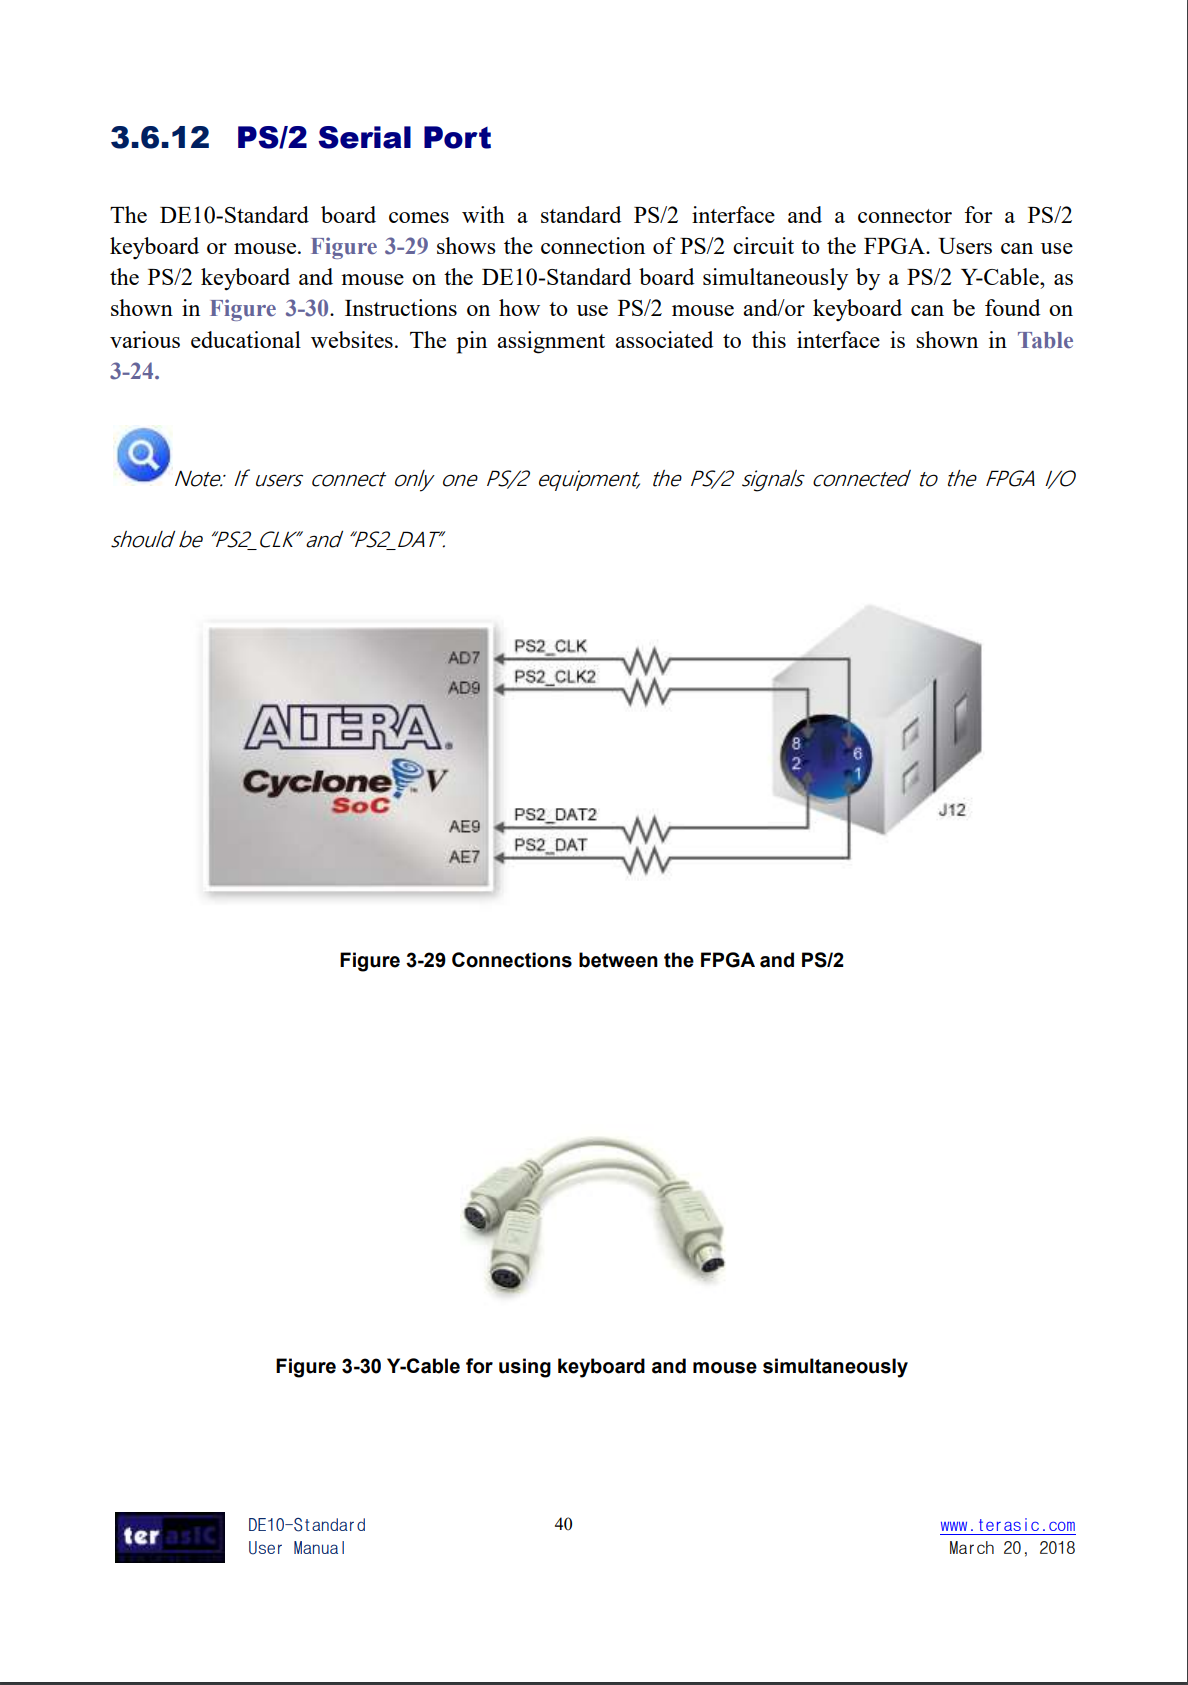 3.6.12 PS/2 Serial Port
The DE10-Standard board comes with a standard PS/2 interface and a connector for a PS/2
keyboard or mouse. Figure 3-29 shows the connection of PS/2 circuit to the FPGA. Users can use
the PS/2 keyboard and mouse on the DE10-Standard board simultaneously by a PS/2 Y-Cable, as
shown in Figure 3-30. Instructions on how to use PS/2 mouse and/or keyboard can be found on
various educational websites. The pin assignment associated to this interface is shown in Table
3-24.
Note: If users connect only one PS/2 equipment, the PS/2 signals connected to the FPGA I/O
should be “PS2_CLK” and “PS2_DAT”.
AD7
PS2_CLK
AD9
PS2_CLK2
ALTERA®
Cyclone V
SoC
8
6
2
1
J12
AE9
PS2_DAT2
AE7
PS2_DAT
Figure 3-29 Connections between the FPGA and PS/2
Figure 3-30 Y-Cable for using keyboard and mouse simultaneously
terasIC
DE10-Standard
User Manual
40
www.terasic.com
March 20, 2018